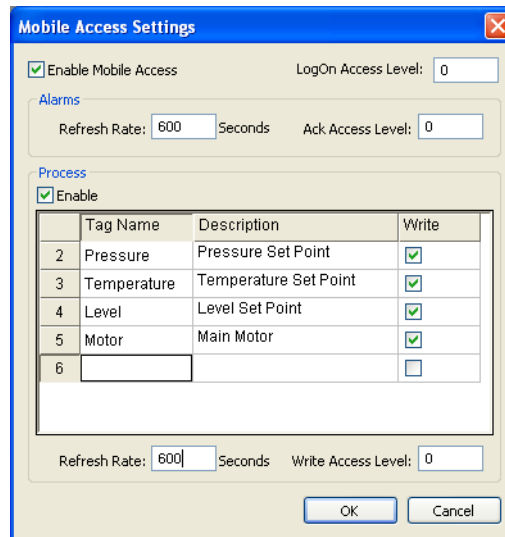 Mobile Access Settings
Enable Mobile Access LogOn Access Level: 0
Alarms
Refresh Rate: 600 Seconds Ack Access Level: 0
Process
Enable
Tag Name Description Write
2 Pressure Pressure Set Point
3 Temperature Temperature Set Point
4 Level Level Set Point
5 Motor Main Motor
6
Refresh Rate: 600 Seconds Write Access Level: 0
OK Cancel